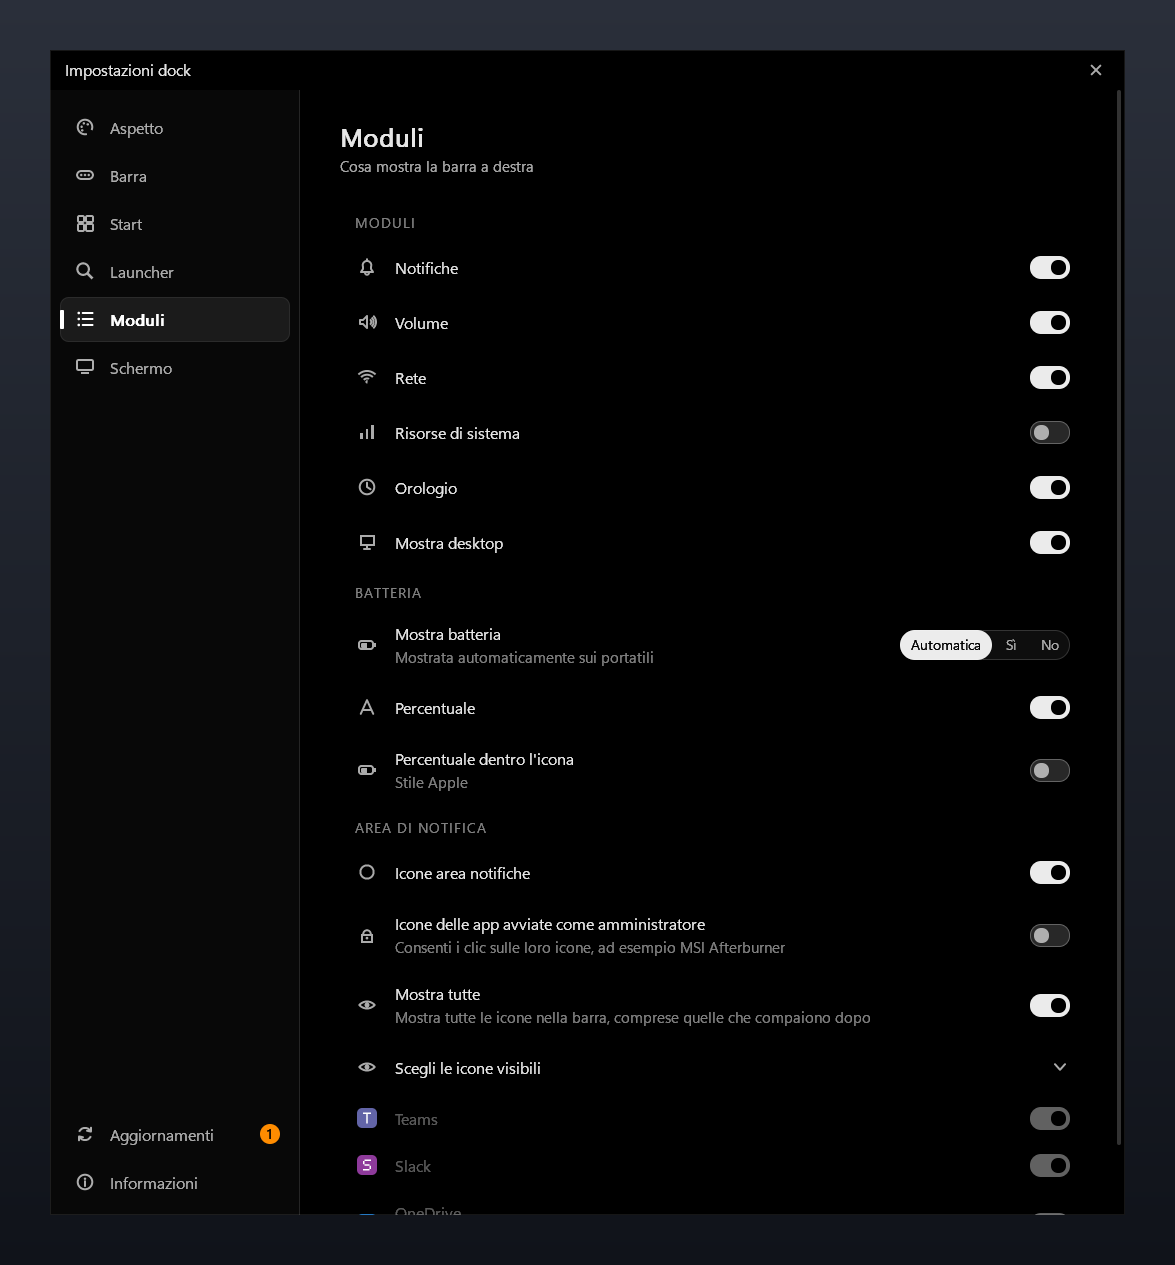 Impostazioni dock
Aspetto
Barra
Start
Launcher
Moduli
Schermo
Aggiornamenti
1
Informazioni
Moduli
Cosa mostra la barra a destra
MODULI
Notifiche
Volume
Rete
Risorse di sistema
Orologio
Mostra desktop
BATTERIA
Mostra batteria
Mostrata automaticamente sui portatili
Automatica Sì No
Percentuale
Percentuale dentro l'icona
Stile Apple
AREA DI NOTIFICA
Icone area notifiche
Icone delle app avviate come amministratore
Consenti i clic sulle loro icone, ad esempio MSI Afterburner
Mostra tutte
Mostra tutte le icone nella barra, comprese quelle che compaiono dopo
Scegli le icone visibili
T Teams
S Slack
OneDrive